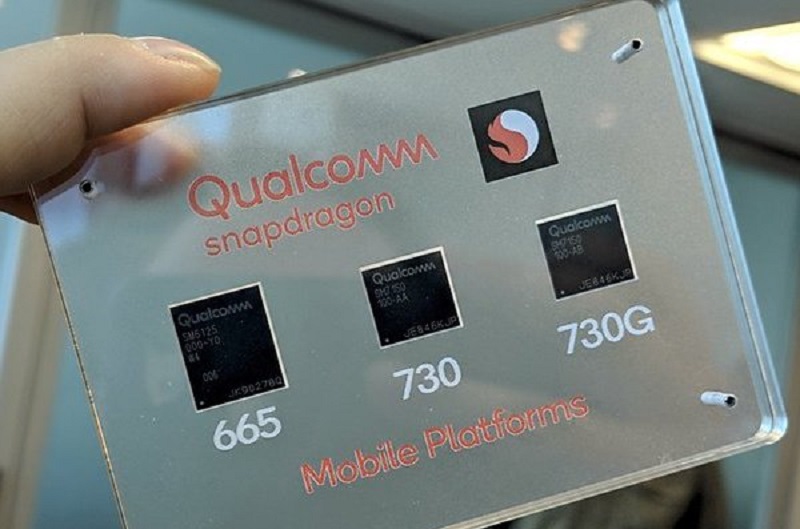 Qualcomm
snapdragon
Qualcomm
SM6125
Qualcomm
SM7150
100-AA
Qualcomm
SM7150
100-AB
665
730
730G
Mobile Platforms